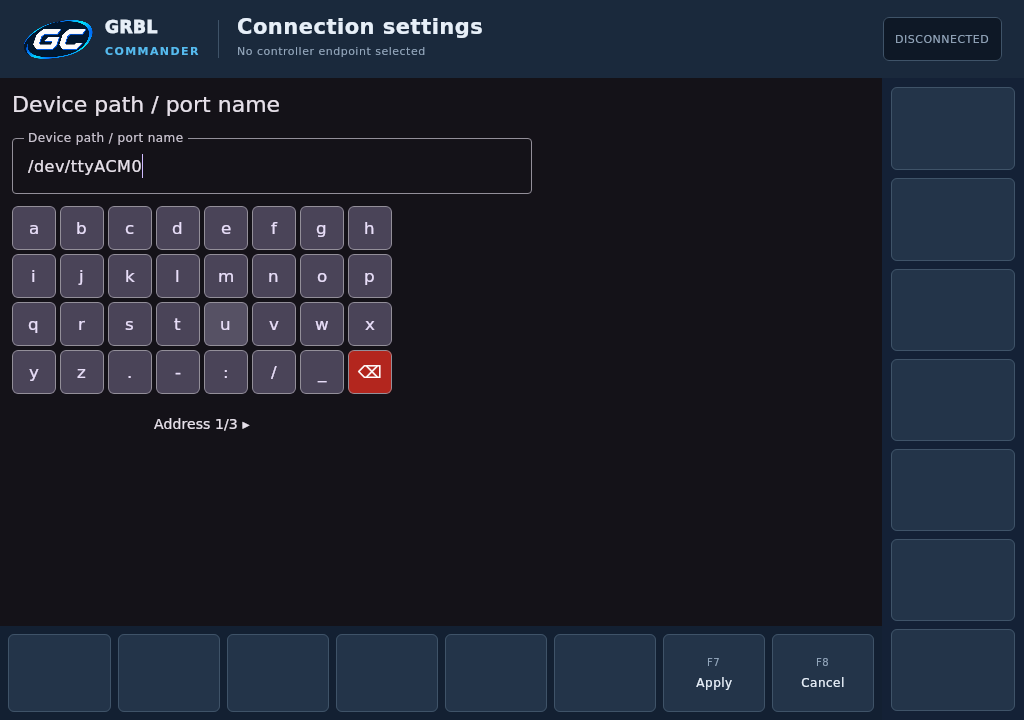 GC
GRBL
COMMANDER
Connection settings
No controller endpoint selected
DISCONNECTED
Device path / port name
Device path / port name
/dev/ttyACM0
a b c d e f g h
i j k l m n o p
q r s t u v w x
y z . - : / _ ⌫
Address 1/3 ▸
F7
Apply
F8
Cancel